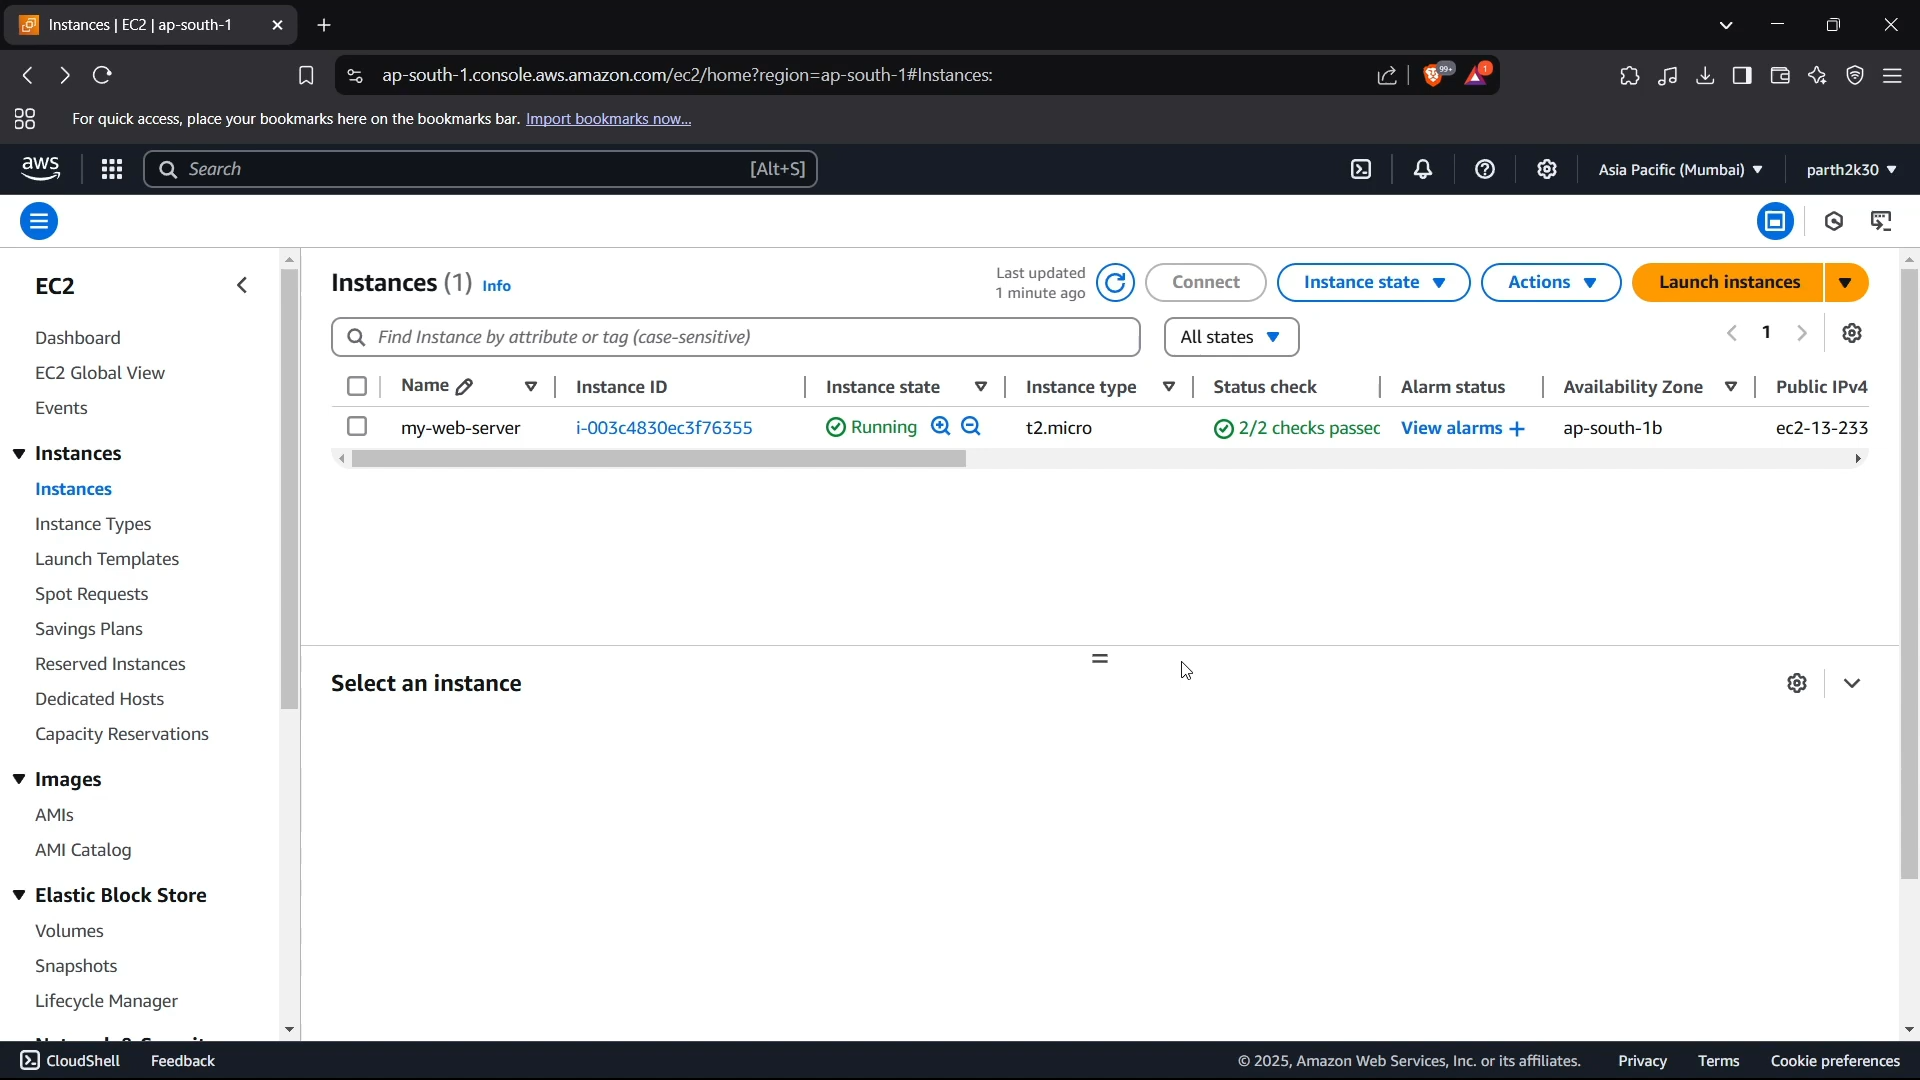 Instances | EC2 | ap-south-1
ap-south-1.console.aws.amazon.com/ec2/home?region=ap-south-1#Instances:
99+
1
For quick access, place your bookmarks here on the bookmarks bar. Import bookmarks now...
aws
Search
[Alt+S]
Asia Pacific (Mumbai)
parth2k30
EC2
Dashboard
EC2 Global View
Events
Instances
Instances
Instance Types
Launch Templates
Spot Requests
Savings Plans
Reserved Instances
Dedicated Hosts
Capacity Reservations
Images
AMIs
AMI Catalog
Elastic Block Store
Volumes
Snapshots
Lifecycle Manager
Instances (1) Info
Last updated
1 minute ago
Connect
Instance state
Actions
Launch instances
Find Instance by attribute or tag (case-sensitive)
All states
1
Name
Instance ID
Instance state
Instance type
Status check
Alarm status
Availability Zone
Public IPv4
my-web-server
i-003c4830ec3f76355
Running
t2.micro
2/2 checks passec
View alarms
ap-south-1b
ec2-13-233
Select an instance
CloudShell
Feedback
© 2025, Amazon Web Services, Inc. or its affiliates.
Privacy
Terms
Cookie preferences